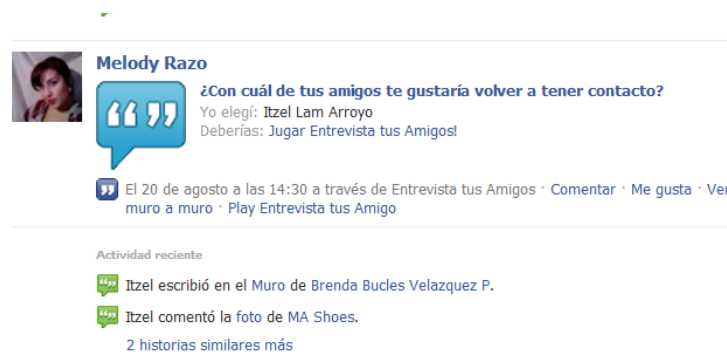 Melody Razo
¿Con cuál de tus amigos te gustaría volver a tener contacto?
Yo elegí: Itzel Lam Arroyo
Deberías: Jugar Entrevista tus Amigos!
El 20 de agosto a las 14:30 a través de Entrevista tus Amigos · Comentar · Me gusta · Ver
muro a muro · Play Entrevista tus Amigo
Actividad reciente
Itzel escribió en el Muro de Brenda Bucles Velazquez P.
Itzel comentó la foto de MA Shoes.
2 historias similares más